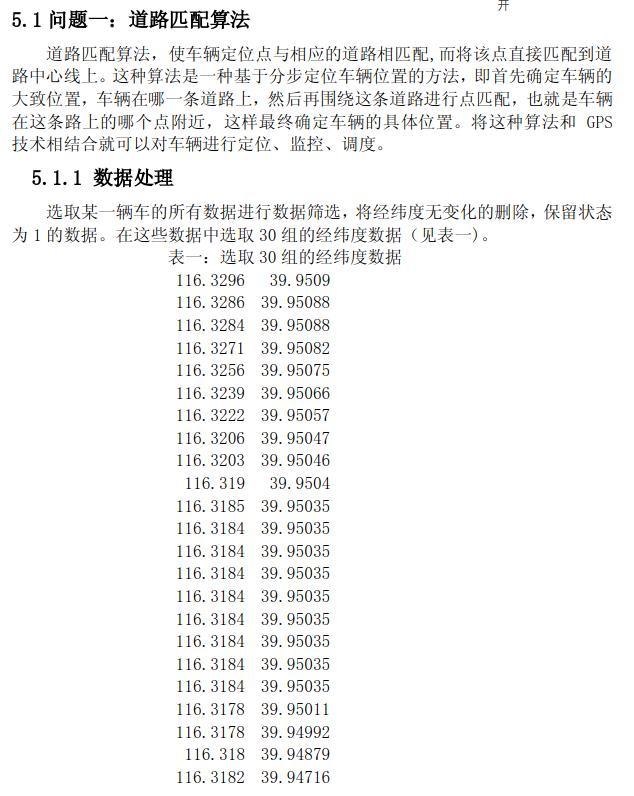 开
5.1 问题一：道路匹配算法
道路匹配算法，使车辆定位点与相应的道路相匹配,而将该点直接匹配到道
路中心线上。这种算法是一种基于分步定位车辆位置的方法，即首先确定车辆的
大致位置，车辆在哪一条道路上，然后再围绕这条道路进行点匹配，也就是车辆
在这条路上的哪个点附近，这样最终确定车辆的具体位置。将这种算法和 GPS
技术相结合就可以对车辆进行定位、监控、调度。
5.1.1 数据处理
选取某一辆车的所有数据进行数据筛选，将经纬度无变化的删除，保留状态
为 1 的数据。在这些数据中选取 30 组的经纬度数据（见表一)。
表一：选取 30 组的经纬度数据
116.3296 39.9509
116.3286 39.95088
116.3284 39.95088
116.3271 39.95082
116.3256 39.95075
116.3239 39.95066
116.3222 39.95057
116.3206 39.95047
116.3203 39.95046
116.319 39.9504
116.3185 39.95035
116.3184 39.95035
116.3184 39.95035
116.3184 39.95035
116.3184 39.95035
116.3184 39.95035
116.3184 39.95035
116.3184 39.95035
116.3184 39.95035
116.3178 39.95011
116.3178 39.94992
116.318 39.94879
116.3182 39.94716